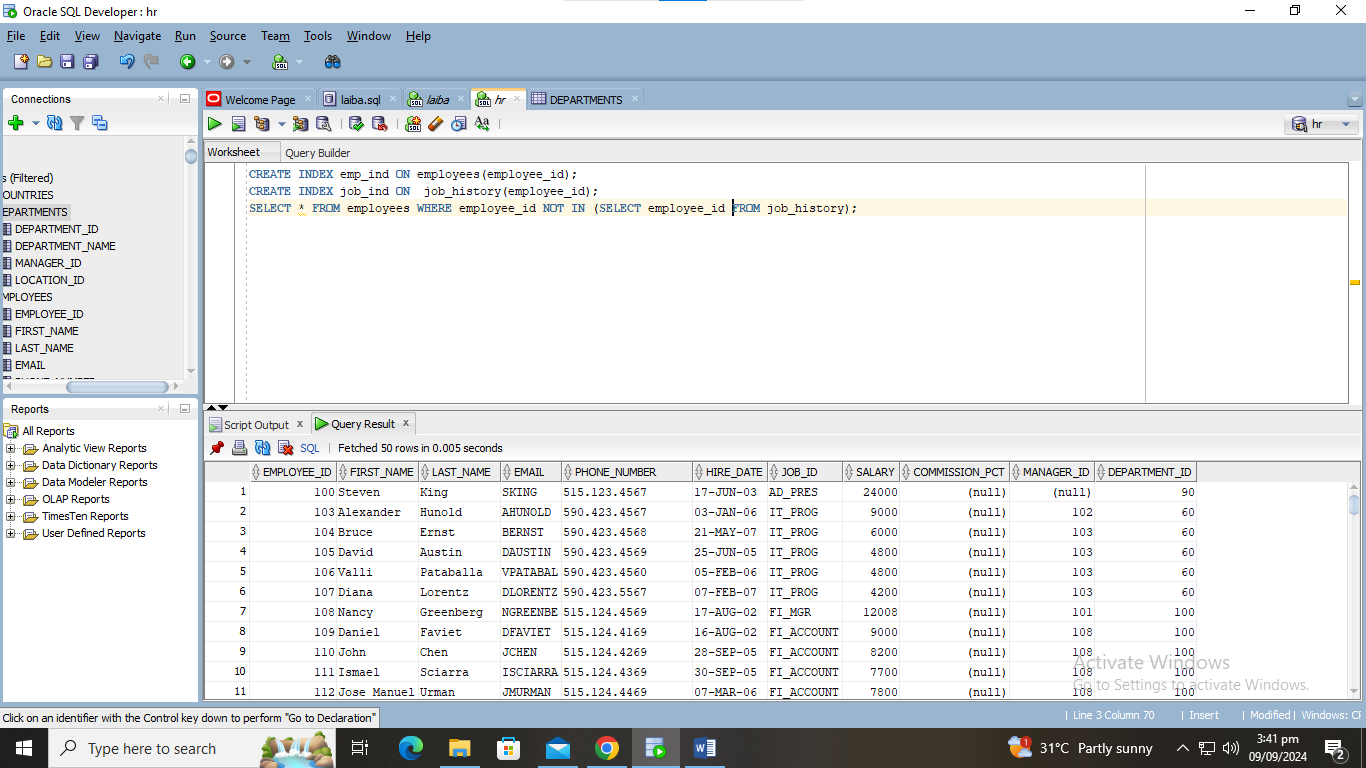 Oracle SQL Developer : hr
File Edit View Navigate Run Source Team Tools Window Help
Connections
s (Filtered)
OUNTRIES
EPARTMENTS
DEPARTMENT_ID
DEPARTMENT_NAME
MANAGER_ID
LOCATION_ID
MPLOYEES
EMPLOYEE_ID
FIRST_NAME
LAST_NAME
EMAIL
Reports
All Reports
Analytic View Reports
Data Dictionary Reports
Data Modeler Reports
OLAP Reports
TimesTen Reports
User Defined Reports
Welcome Page laiba.sql laiba hr DEPARTMENTS
hr
Worksheet Query Builder
CREATE INDEX emp_ind ON employees(employee_id);
CREATE INDEX job_ind ON job_history(employee_id);
SELECT * FROM employees WHERE employee_id NOT IN (SELECT employee_id FROM job_history);
Script Output Query Result
SQL Fetched 50 rows in 0.005 seconds
EMPLOYEE_ID FIRST_NAME LAST_NAME EMAIL PHONE_NUMBER HIRE_DATE JOB_ID SALARY COMMISSION_PCT MANAGER_ID DEPARTMENT_ID
1 100 Steven King SKING 515.123.4567 17-JUN-03 AD_PRES 24000 (null) (null) 90
2 103 Alexander Hunold AHUNOLD 590.423.4567 03-JAN-06 IT_PROG 9000 (null) 102 60
3 104 Bruce Ernst BERNST 590.423.4568 21-MAY-07 IT_PROG 6000 (null) 103 60
4 105 David Austin DAUSTIN 590.423.4569 25-JUN-05 IT_PROG 4800 (null) 103 60
5 106 Valli Pataballa VPATABAL 590.423.4560 05-FEB-06 IT_PROG 4800 (null) 103 60
6 107 Diana Lorentz DLORENTZ 590.423.5567 07-FEB-07 IT_PROG 4200 (null) 103 60
7 108 Nancy Greenberg NGREENBE 515.124.4569 17-AUG-02 FI_MGR 12008 (null) 101 100
8 109 Daniel Faviet DFAVIET 515.124.4169 16-AUG-02 FI_ACCOUNT 9000 (null) 108 100
9 110 John Chen JCHEN 515.124.4269 28-SEP-05 FI_ACCOUNT 8200 (null) 108 100
10 111 Ismael Sciarra ISCIARRA 515.124.4369 30-SEP-05 FI_ACCOUNT 7700 (null) 108 100
11 112 Jose Manuel Urman JMURMAN 515.124.4469 07-MAR-06 FI_ACCOUNT 7800 (null) 108 100
Activate Windows
Go to Settings to activate Windows.
Click on an identifier with the Control key down to perform "Go to Declaration"
Line 3 Column 70 Insert Modified Windows: CF
Type here to search
31°C Partly sunny
3:41 pm
09/09/2024
2